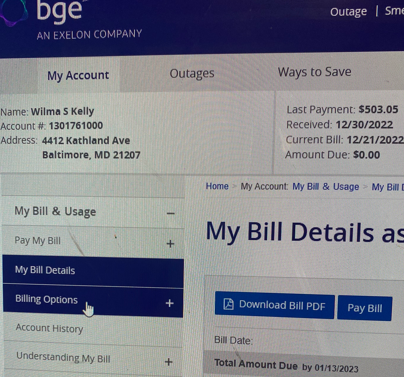 bge
AN EXELON COMPANY
Outage |
My Account Outages Ways to Save
Name: Wilma S Kelly
Account #: 1301761000
Address: 4412 Kathland Ave
Baltimore, MD 21207
Last Payment: $503.05
Received: 12/30/2022
Current Bill: 12/21/2022
Amount Due: $0.00
Home > My Account: My Bill & Usage > My Bill
My Bill & Usage −
Pay My Bill +
My Bill Details
Billing Options +
Account History
Understanding My Bill +
My Bill Details as
Download Bill PDF Pay Bill
Bill Date:
Total Amount Due by 01/13/2023